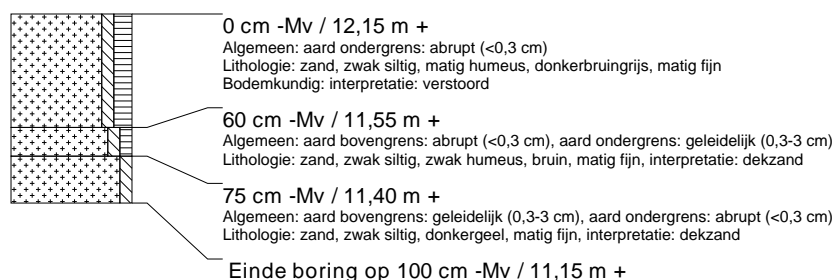 0 cm -Mv / 12,15 m +
Algemeen: aard ondergrens: abrupt (<0,3 cm)
Lithologie: zand, zwak siltig, matig humeus, donkerbruingrijs, matig fijn
Bodemkundig: interpretatie: verstoord
60 cm -Mv / 11,55 m +
Algemeen: aard bovengrens: abrupt (<0,3 cm), aard ondergrens: geleidelijk (0,3-3 cm)
Lithologie: zand, zwak siltig, zwak humeus, bruin, matig fijn, interpretatie: dekzand
75 cm -Mv / 11,40 m +
Algemeen: aard bovengrens: geleidelijk (0,3-3 cm), aard ondergrens: abrupt (<0,3 cm)
Lithologie: zand, zwak siltig, donkergeel, matig fijn, interpretatie: dekzand
Einde boring op 100 cm -Mv / 11,15 m +